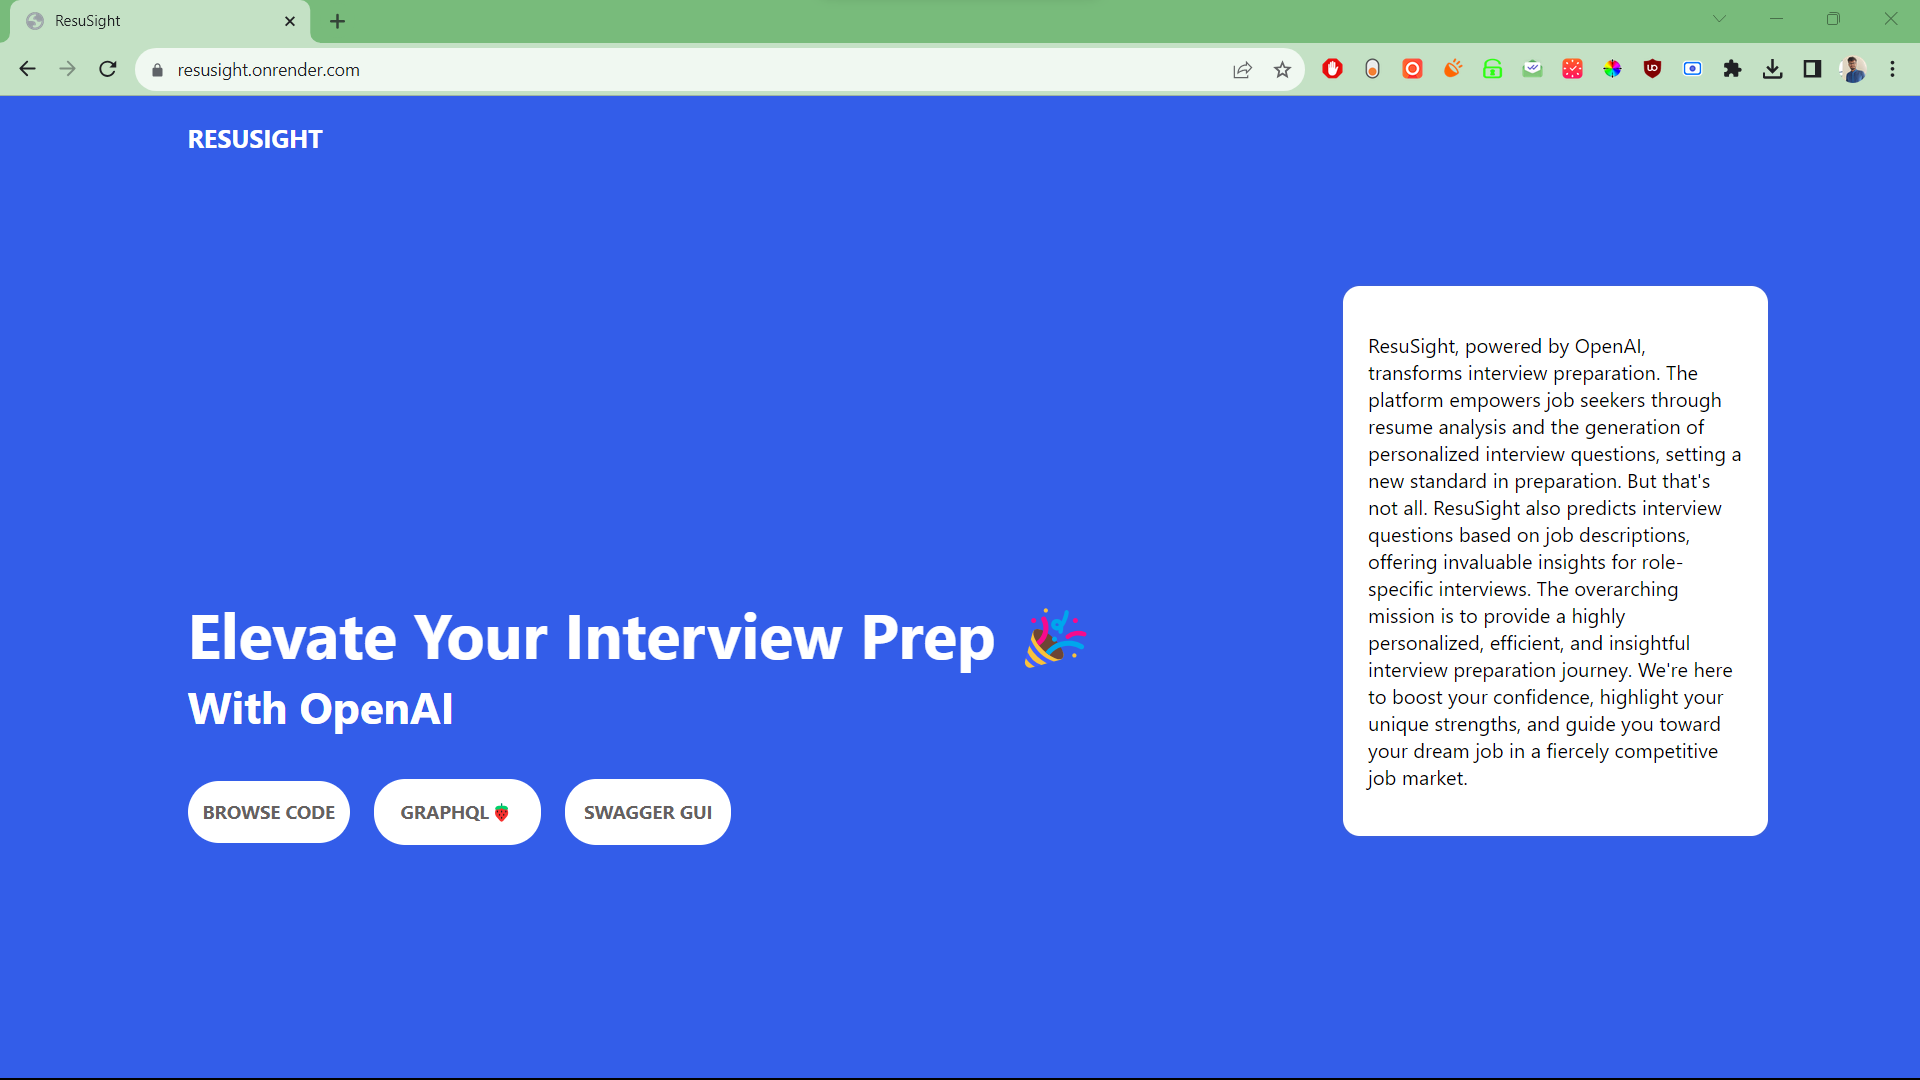 ResuSight
resusight.onrender.com
RESUSIGHT
Elevate Your Interview Prep 🎉
With OpenAI
BROWSE CODE
GRAPHQL🍓
SWAGGER GUI
ResuSight, powered by OpenAI,
transforms interview preparation. The
platform empowers job seekers through
resume analysis and the generation of
personalized interview questions, setting a
new standard in preparation. But that's
not all. ResuSight also predicts interview
questions based on job descriptions,
offering invaluable insights for role-
specific interviews. The overarching
mission is to provide a highly
personalized, efficient, and insightful
interview preparation journey. We're here
to boost your confidence, highlight your
unique strengths, and guide you toward
your dream job in a fiercely competitive
job market.